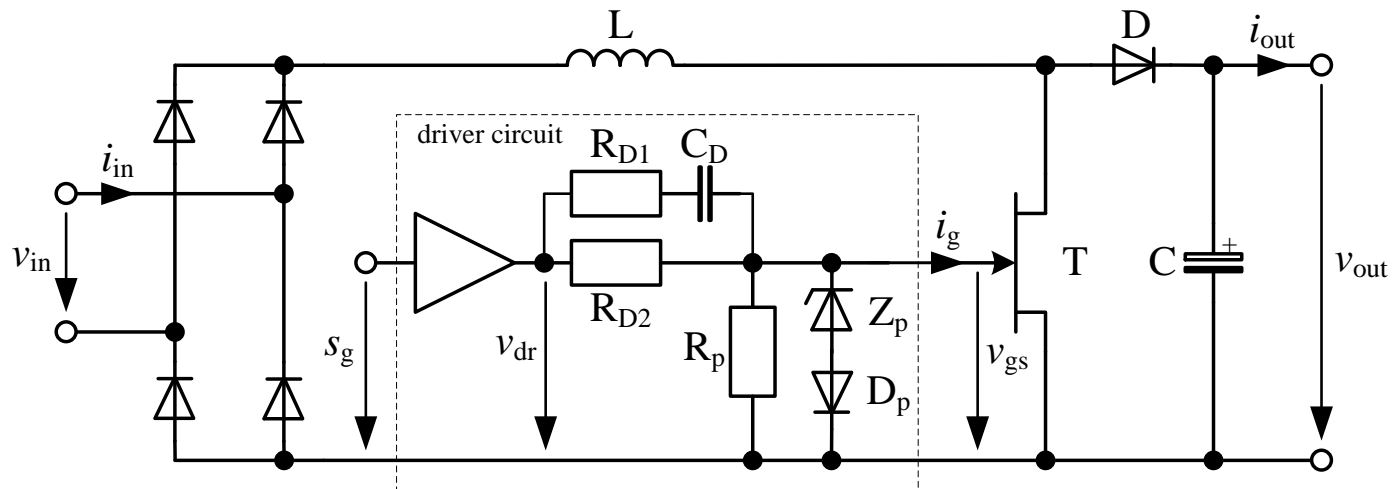 L
D
i_out
driver circuit
R_D1
C_D
i_in
v_in
i_g
T
C
+
v_out
R_D2
Z_p
s_g
v_dr
R_p
v_gs
D_p